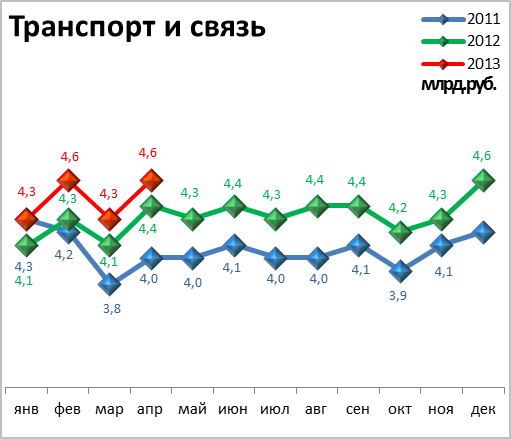 Транспорт и связь
2011
2012
2013
млрд.руб.
4,6 4,6 4,6
4,3 4,3 4,3 4,4 4,3 4,4 4,3 4,4 4,4 4,2 4,3
4,3 4,2 4,1 4,0 4,0 4,1 4,0 4,0 4,1 4,1
4,1 3,8 3,9
янв фев мар апр май июн июл авг сен окт ноя дек